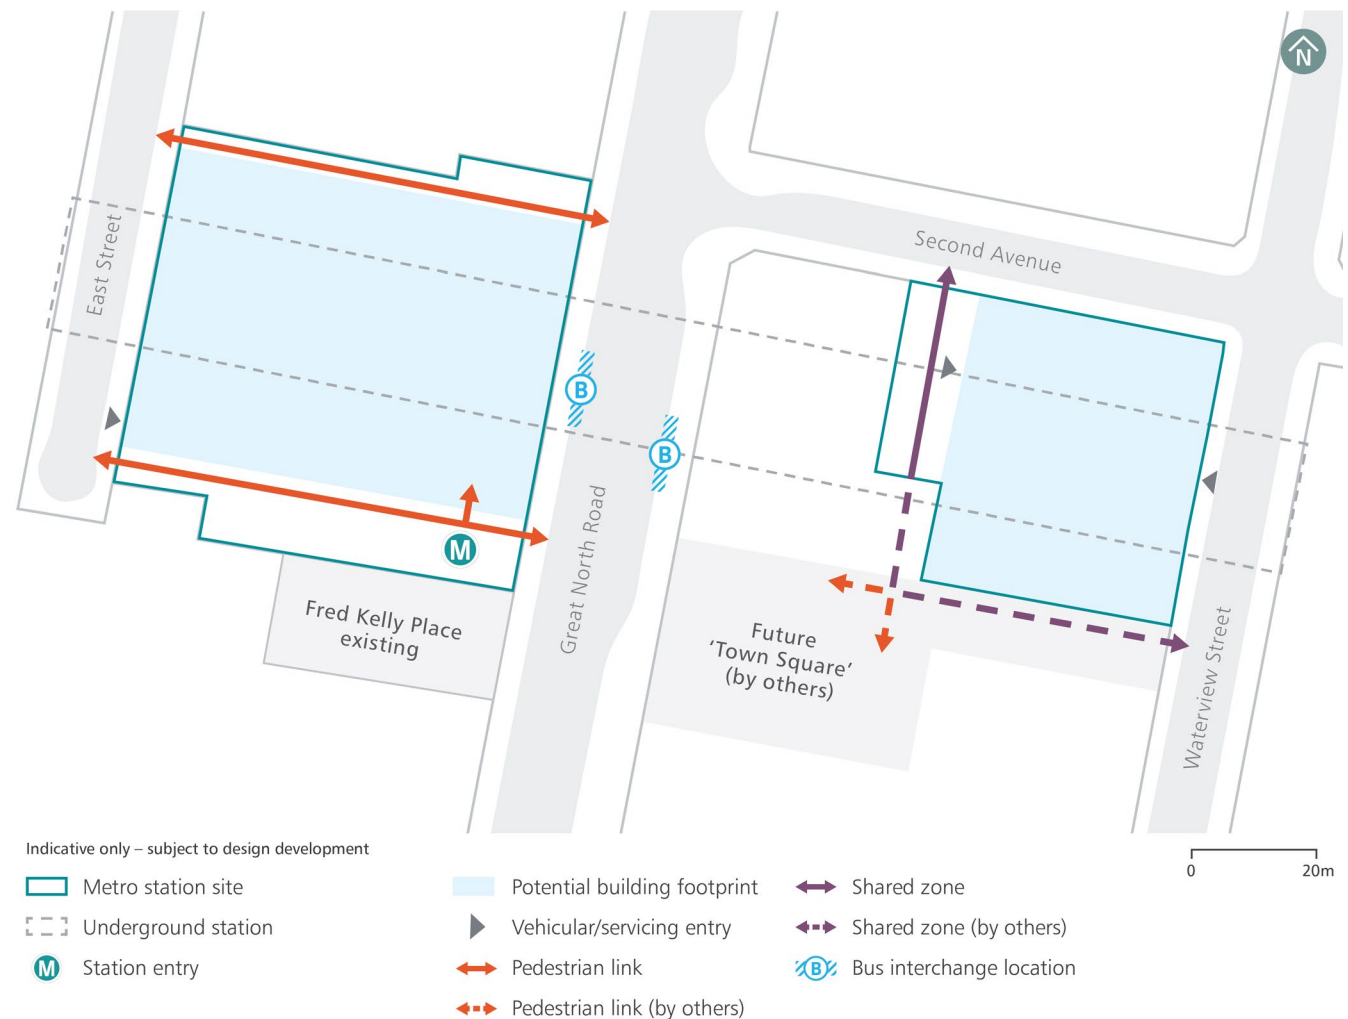 N
Second Avenue
East Street
B
B
Great North Road
M
Fred Kelly Place
existing
Future
‘Town Square’
(by others)
Waterview Street
Indicative only – subject to design development
0
20m
Metro station site
Underground station
M
Station entry
Potential building footprint
Vehicular/servicing entry
Pedestrian link
Pedestrian link (by others)
Shared zone
Shared zone (by others)
B
Bus interchange location